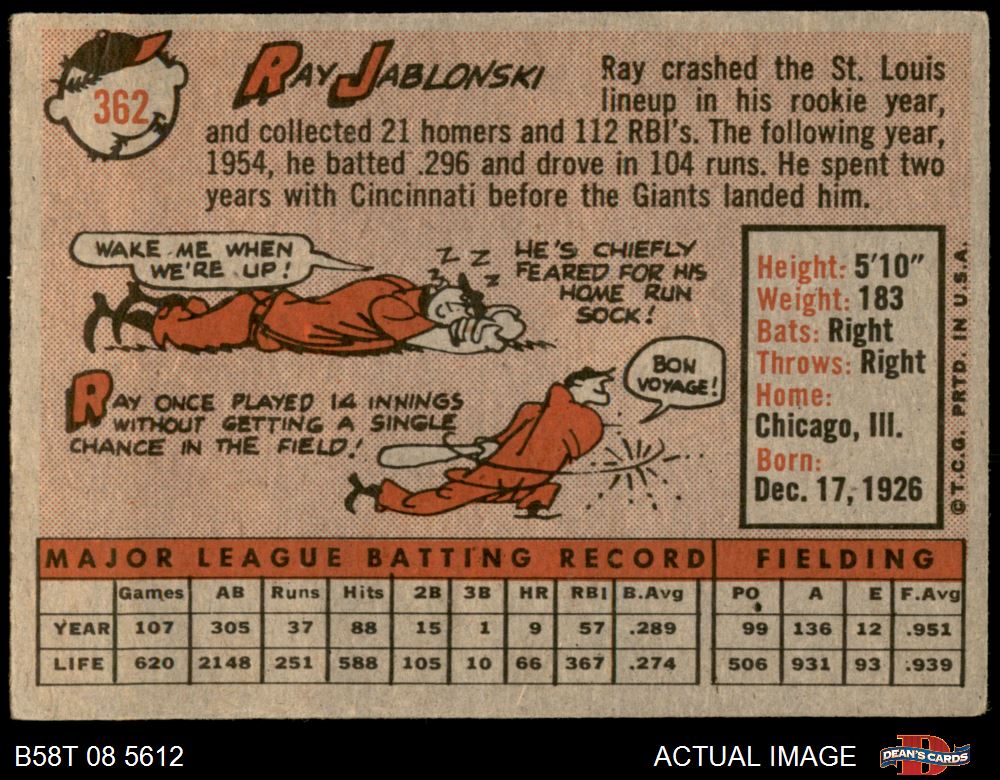 362
RAY JABLONSKI
Ray crashed the St. Louis
lineup in his rookie year,
and collected 21 homers and 112 RBI's. The following year,
1954, he batted .296 and drove in 104 runs. He spent two
years with Cincinnati before the Giants landed him.
WAKE ME WHEN
WE'RE UP!
Z Z Z Z
HE'S CHIEFLY
FEARED FOR HIS
HOME RUN
SOCK!
RAY ONCE PLAYED 14 INNINGS
WITHOUT GETTING A SINGLE
CHANCE IN THE FIELD!
BON
VOYAGE!
Height: 5'10"
Weight: 183
Bats: Right
Throws: Right
Home:
Chicago, Ill.
Born:
Dec. 17, 1926
© T.C.G. PRTD. IN U.S.A.
MAJOR LEAGUE BATTING RECORD FIELDING
Games AB Runs Hits 2B 3B HR RBI B.Avg PO A E F.Avg
YEAR 107 305 37 88 15 1 9 57 .289 99 136 12 .951
LIFE 620 2148 251 588 105 10 66 367 .274 506 931 93 .939
B58T 08 5612
ACTUAL IMAGE
D
DEAN'S CARDS